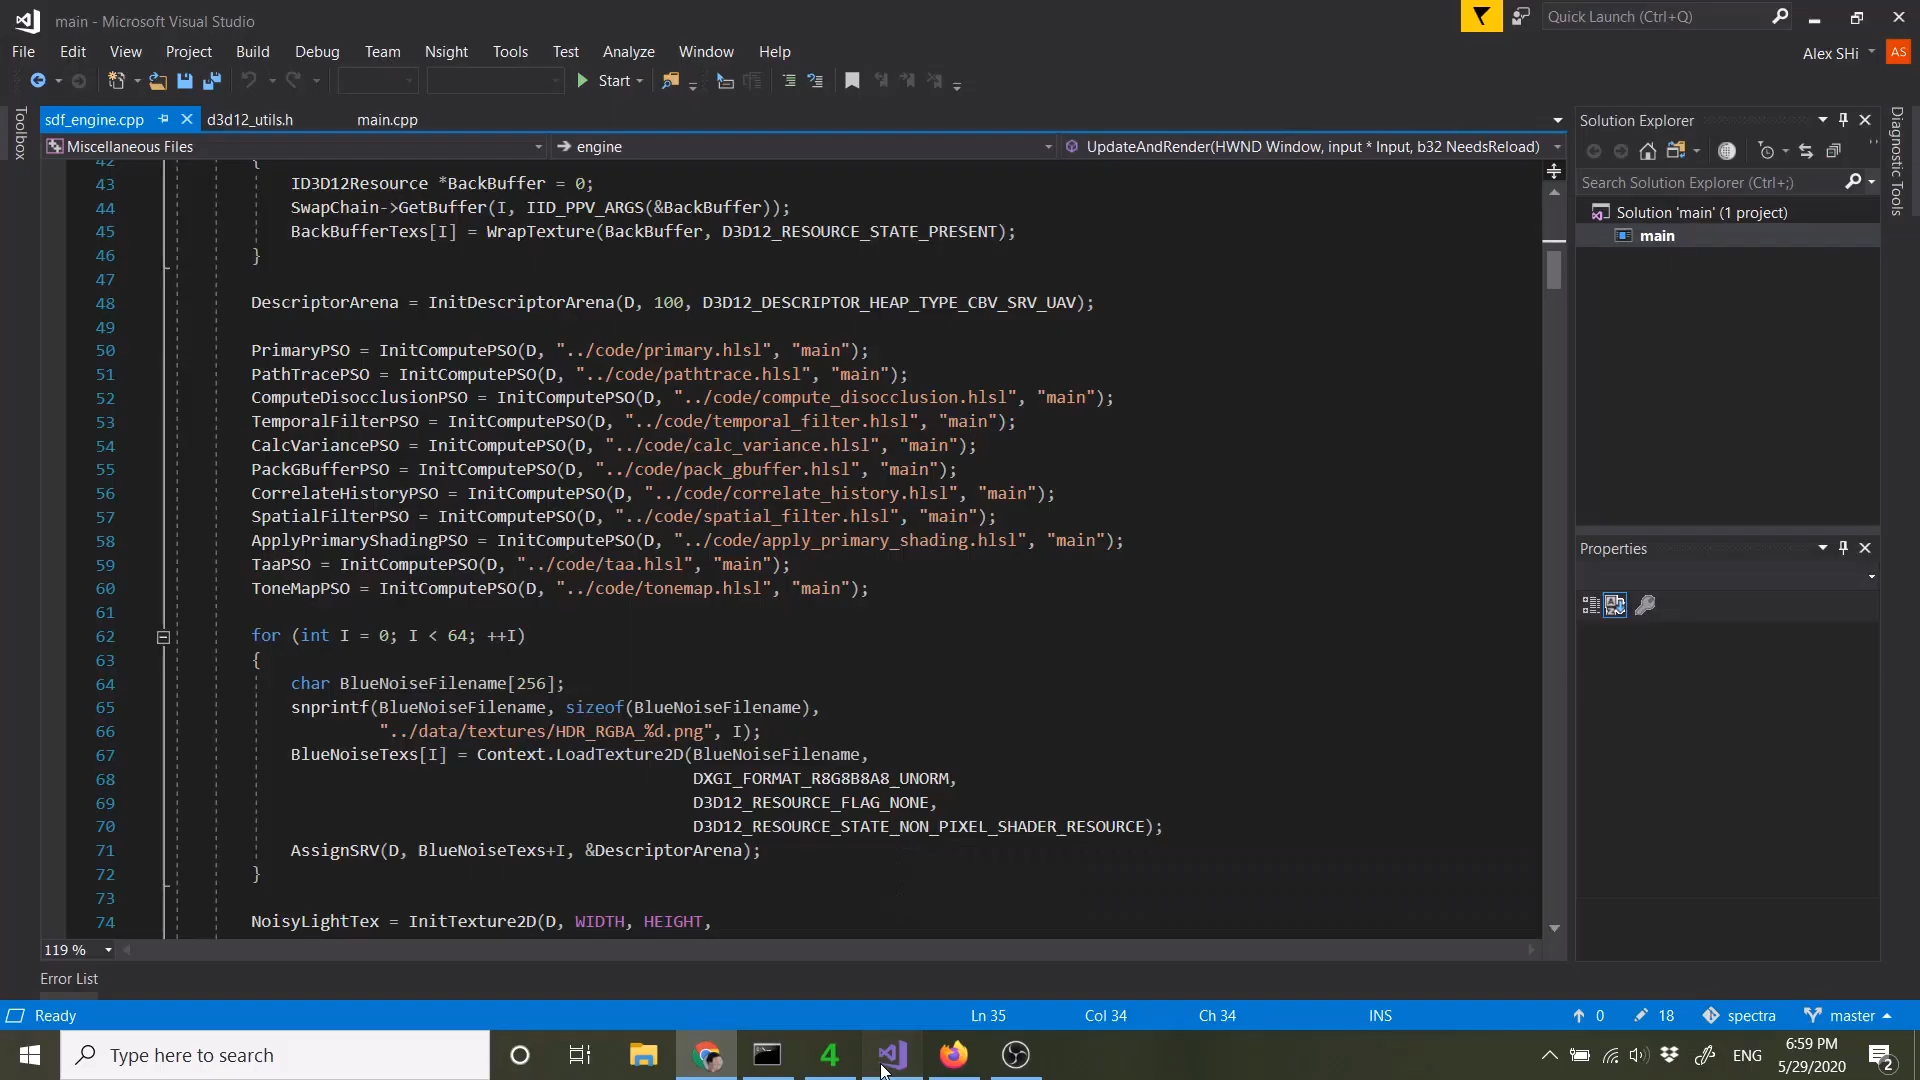 main - Microsoft Visual Studio
Quick Launch (Ctrl+Q)
File Edit View Project Build Debug Team Nsight Tools Test Analyze Window Help
Alex SHi AS
Start
Toolbox
sdf_engine.cpp d3d12_utils.h main.cpp
Miscellaneous Files engine UpdateAndRender(HWND Window, input * Input, b32 NeedsReload)
42 {
43 ID3D12Resource *BackBuffer = 0;
44 SwapChain->GetBuffer(I, IID_PPV_ARGS(&BackBuffer));
45 BackBufferTexs[I] = WrapTexture(BackBuffer, D3D12_RESOURCE_STATE_PRESENT);
46 }
47
48 DescriptorArena = InitDescriptorArena(D, 100, D3D12_DESCRIPTOR_HEAP_TYPE_CBV_SRV_UAV);
49
50 PrimaryPSO = InitComputePSO(D, "../code/primary.hlsl", "main");
51 PathTracePSO = InitComputePSO(D, "../code/pathtrace.hlsl", "main");
52 ComputeDisocclusionPSO = InitComputePSO(D, "../code/compute_disocclusion.hlsl", "main");
53 TemporalFilterPSO = InitComputePSO(D, "../code/temporal_filter.hlsl", "main");
54 CalcVariancePSO = InitComputePSO(D, "../code/calc_variance.hlsl", "main");
55 PackGBufferPSO = InitComputePSO(D, "../code/pack_gbuffer.hlsl", "main");
56 CorrelateHistoryPSO = InitComputePSO(D, "../code/correlate_history.hlsl", "main");
57 SpatialFilterPSO = InitComputePSO(D, "../code/spatial_filter.hlsl", "main");
58 ApplyPrimaryShadingPSO = InitComputePSO(D, "../code/apply_primary_shading.hlsl", "main");
59 TaaPSO = InitComputePSO(D, "../code/taa.hlsl", "main");
60 ToneMapPSO = InitComputePSO(D, "../code/tonemap.hlsl", "main");
61
62 for (int I = 0; I < 64; ++I)
63 {
64 char BlueNoiseFilename[256];
65 snprintf(BlueNoiseFilename, sizeof(BlueNoiseFilename),
66 "../data/textures/HDR_RGBA_%d.png", I);
67 BlueNoiseTexs[I] = Context.LoadTexture2D(BlueNoiseFilename,
68 DXGI_FORMAT_R8G8B8A8_UNORM,
69 D3D12_RESOURCE_FLAG_NONE,
70 D3D12_RESOURCE_STATE_NON_PIXEL_SHADER_RESOURCE);
71 AssignSRV(D, BlueNoiseTexs+I, &DescriptorArena);
72 }
73
74 NoisyLightTex = InitTexture2D(D, WIDTH, HEIGHT,
119 %
Solution Explorer
Search Solution Explorer (Ctrl+;)
Solution 'main' (1 project)
main
Properties
Diagnostic Tools
Error List
Ready Ln 35 Col 34 Ch 34 INS 0 18 spectra master
Type here to search 4 ENG 6:59 PM
5/29/2020 2